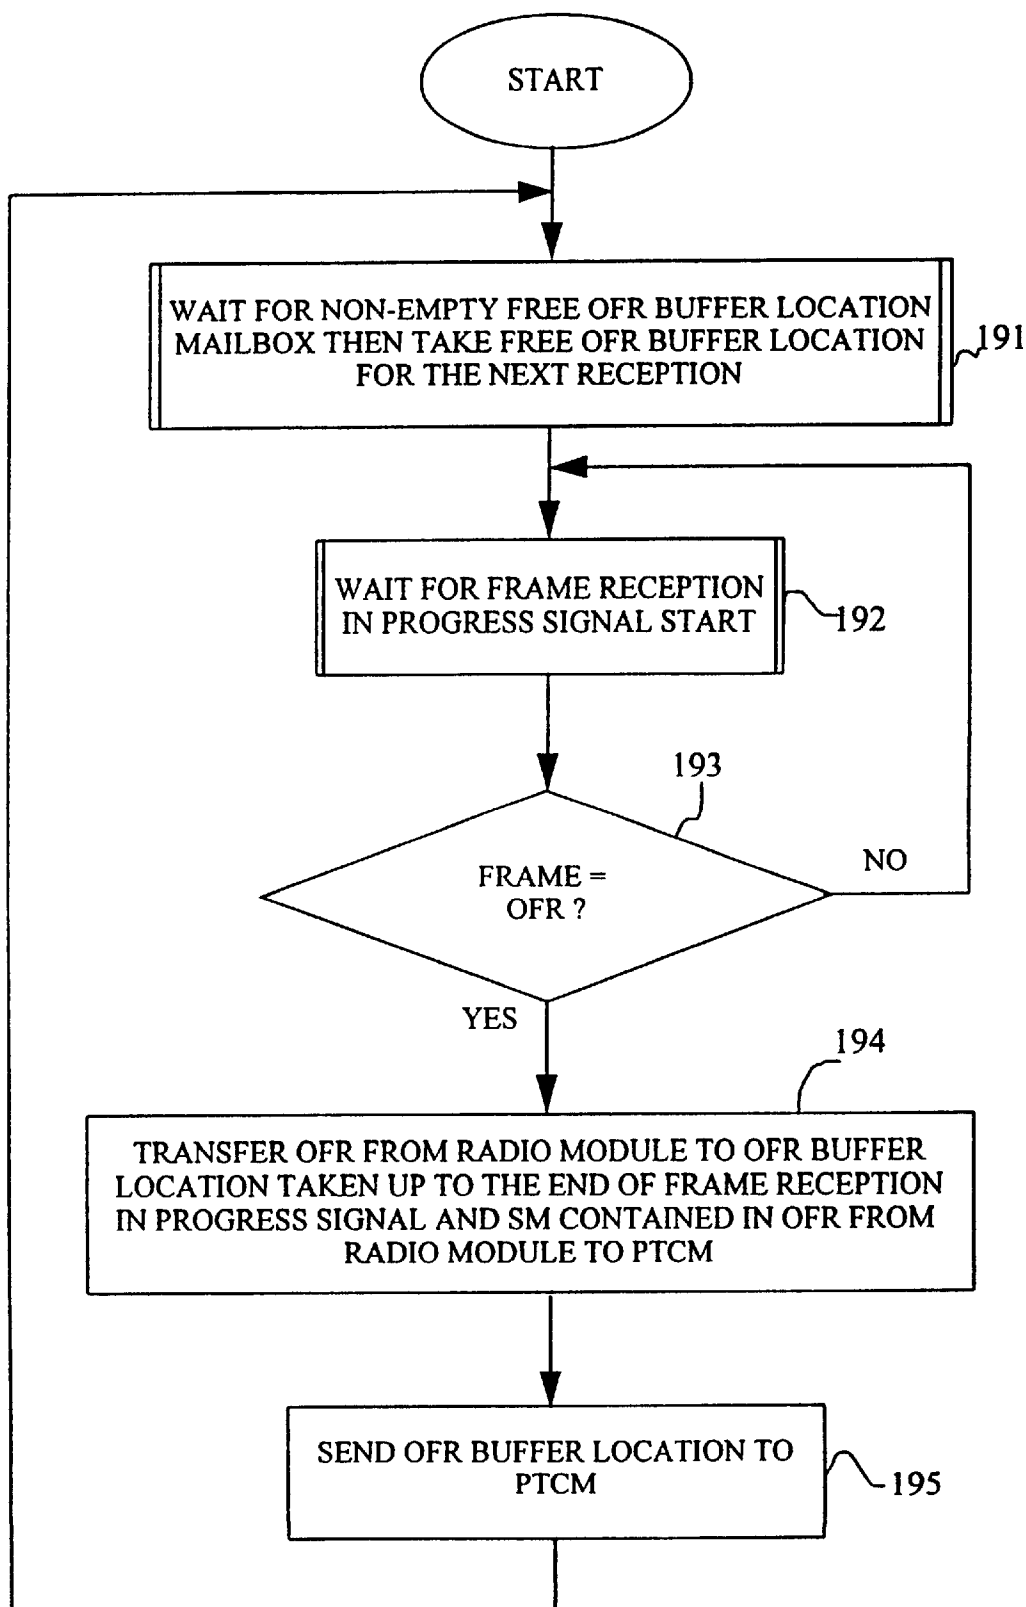 START
WAIT FOR NON-EMPTY FREE OFR BUFFER LOCATION
MAILBOX THEN TAKE FREE OFR BUFFER LOCATION
FOR THE NEXT RECEPTION
191
WAIT FOR FRAME RECEPTION
IN PROGRESS SIGNAL START
192
193
FRAME =
OFR ?
NO
YES
194
TRANSFER OFR FROM RADIO MODULE TO OFR BUFFER
LOCATION TAKEN UP TO THE END OF FRAME RECEPTION
IN PROGRESS SIGNAL AND SM CONTAINED IN OFR FROM
RADIO MODULE TO PTCM
SEND OFR BUFFER LOCATION TO
PTCM
195